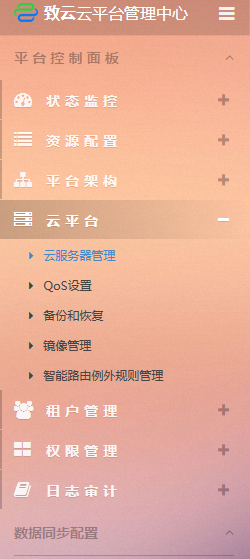 致云云平台管理中心
平台控制面板
状态监控
资源配置
平台架构
云平台
云服务器管理
QoS设置
备份和恢复
镜像管理
智能路由例外规则管理
租户管理
权限管理
日志审计
数据同步配置